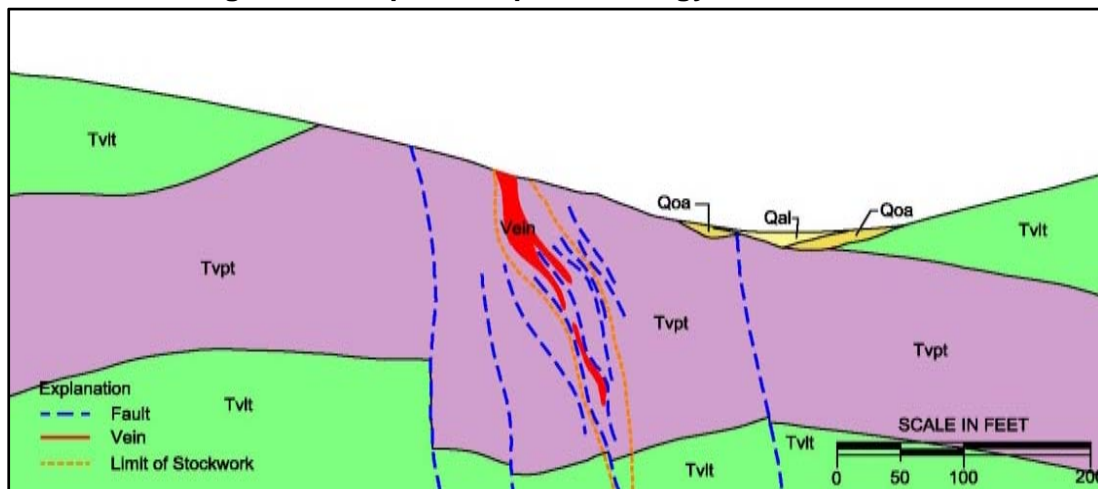 Tvlt
Qoa
Qal
Qoa
Vein
Tvlt
Tvpt
Tvpt
Tvpt
Explanation
Fault
Vein
Limit of Stockwork
Tvlt
Tvlt
Tvlt
SCALE IN FEET
0 50 100 200